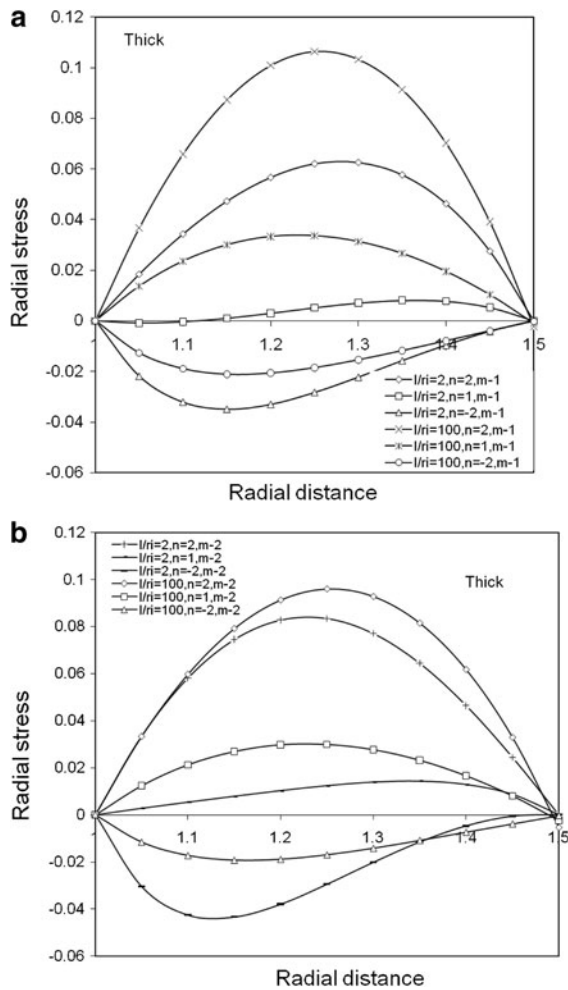 a
Thick
0.12
0.1
0.08
0.06
0.04
0.02
0
-0.02
-0.04
-0.06
1.1
1.2
1.3
1.4
1.5
l/ri=2,n=2,m-1
l/ri=2,n=1,m-1
l/ri=2,n=-2,m-1
l/ri=100,n=2,m-1
l/ri=100,n=1,m-1
l/ri=100,n=-2,m-1
Radial stress
Radial distance
b
Thick
0.12
0.1
0.08
0.06
0.04
0.02
0
-0.02
-0.04
-0.06
l/ri=2,n=2,m-2
l/ri=2,n=1,m-2
l/ri=2,n=-2,m-2
l/ri=100,n=2,m-2
l/ri=100,n=1,m-2
l/ri=100,n=-2,m-2
1.1
1.2
1.3
1.4
1.5
Radial stress
Radial distance